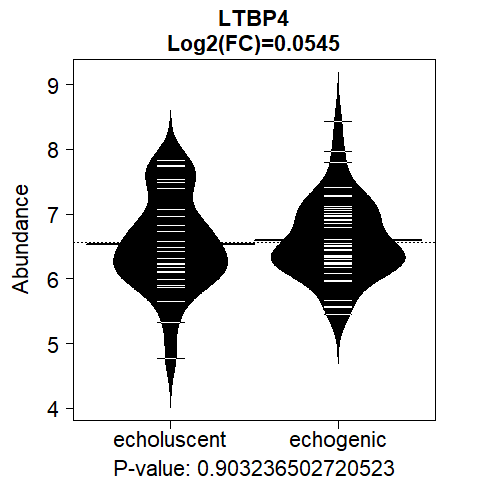 LTBP4
Log2(FC)=0.0545
Abundance
9
8
7
6
5
4
echoluscent echogenic
P-value: 0.903236502720523